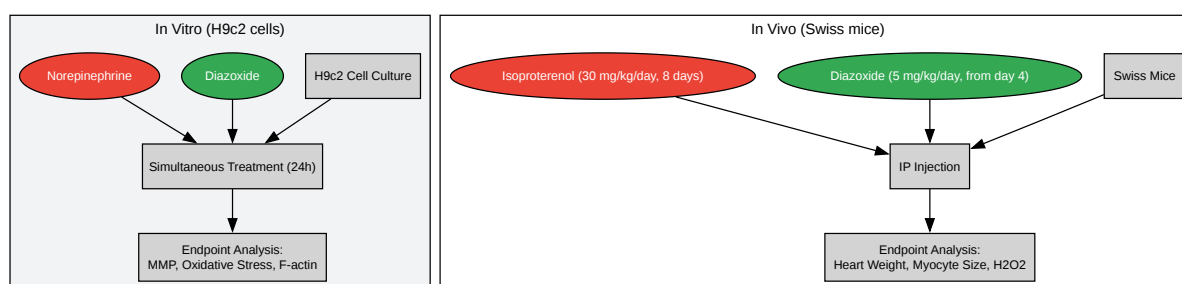 In Vitro (H9c2 cells)
Norepinephrine
Diazoxide
H9c2 Cell Culture
Simultaneous Treatment (24h)
Endpoint Analysis:
MMP, Oxidative Stress, F-actin
In Vivo (Swiss mice)
Isoproterenol (30 mg/kg/day, 8 days)
Diazoxide (5 mg/kg/day, from day 4)
Swiss Mice
IP Injection
Endpoint Analysis:
Heart Weight, Myocyte Size, H2O2